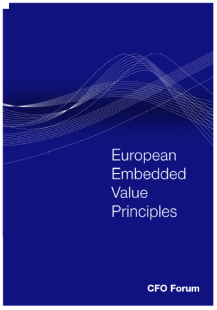 European
Embedded
Value
Principles
CFO Forum